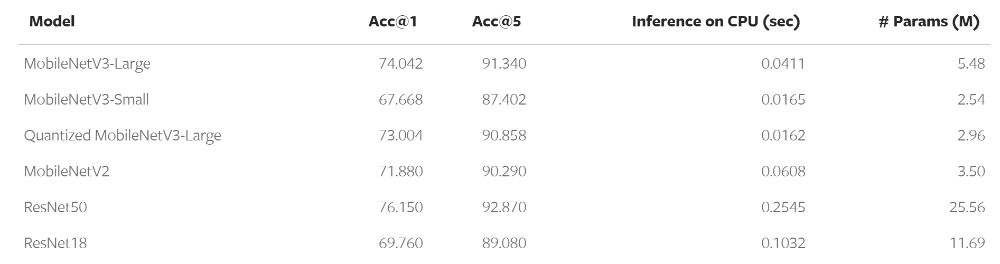 Model Acc@1 Acc@5 Inference on CPU (sec) # Params (M)
MobileNetV3-Large 74.042 91.340 0.0411 5.48
MobileNetV3-Small 67.668 87.402 0.0165 2.54
Quantized MobileNetV3-Large 73.004 90.858 0.0162 2.96
MobileNetV2 71.880 90.290 0.0608 3.50
ResNet50 76.150 92.870 0.2545 25.56
ResNet18 69.760 89.080 0.1032 11.69